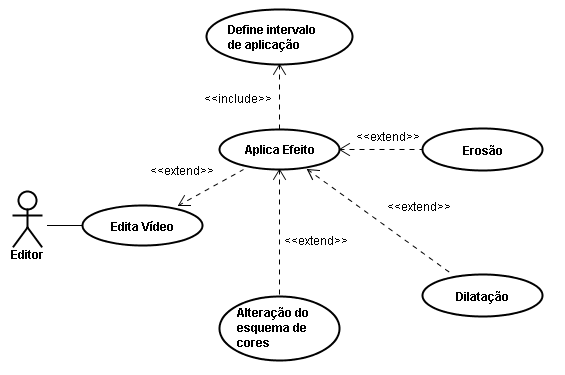 Define intervalo
de aplicação
<<include>>
Aplica Efeito
<<extend>>
Erosão
<<extend>>
<<extend>>
Edita Vídeo
Editor
<<extend>>
Dilatação
Alteração do
esquema de
cores